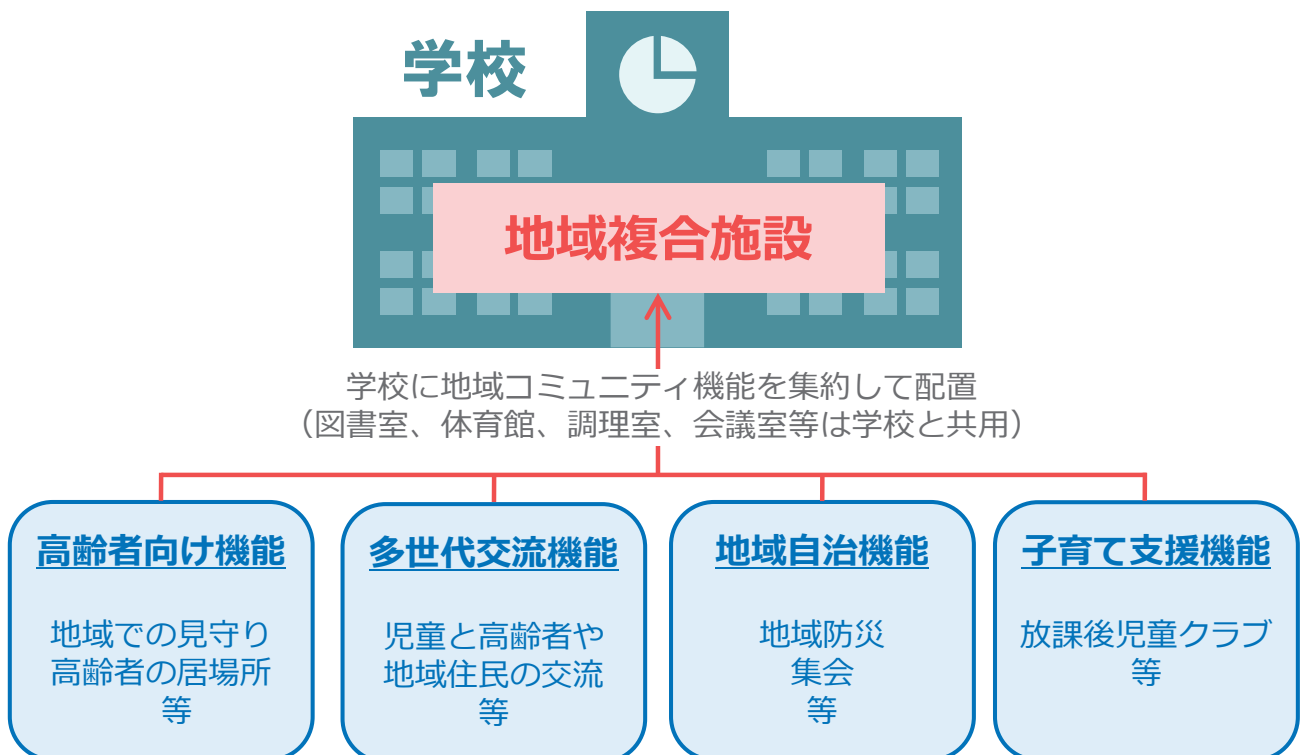 学校
地域複合施設
学校に地域コミュニティ機能を集約して配置
（図書室、体育館、調理室、会議室等は学校と共用）
高齢者向け機能
地域での見守り
高齢者の居場所
等
多世代交流機能
児童と高齢者や
地域住民の交流
等
地域自治機能
地域防災
集会
等
子育て支援機能
放課後児童クラブ
等